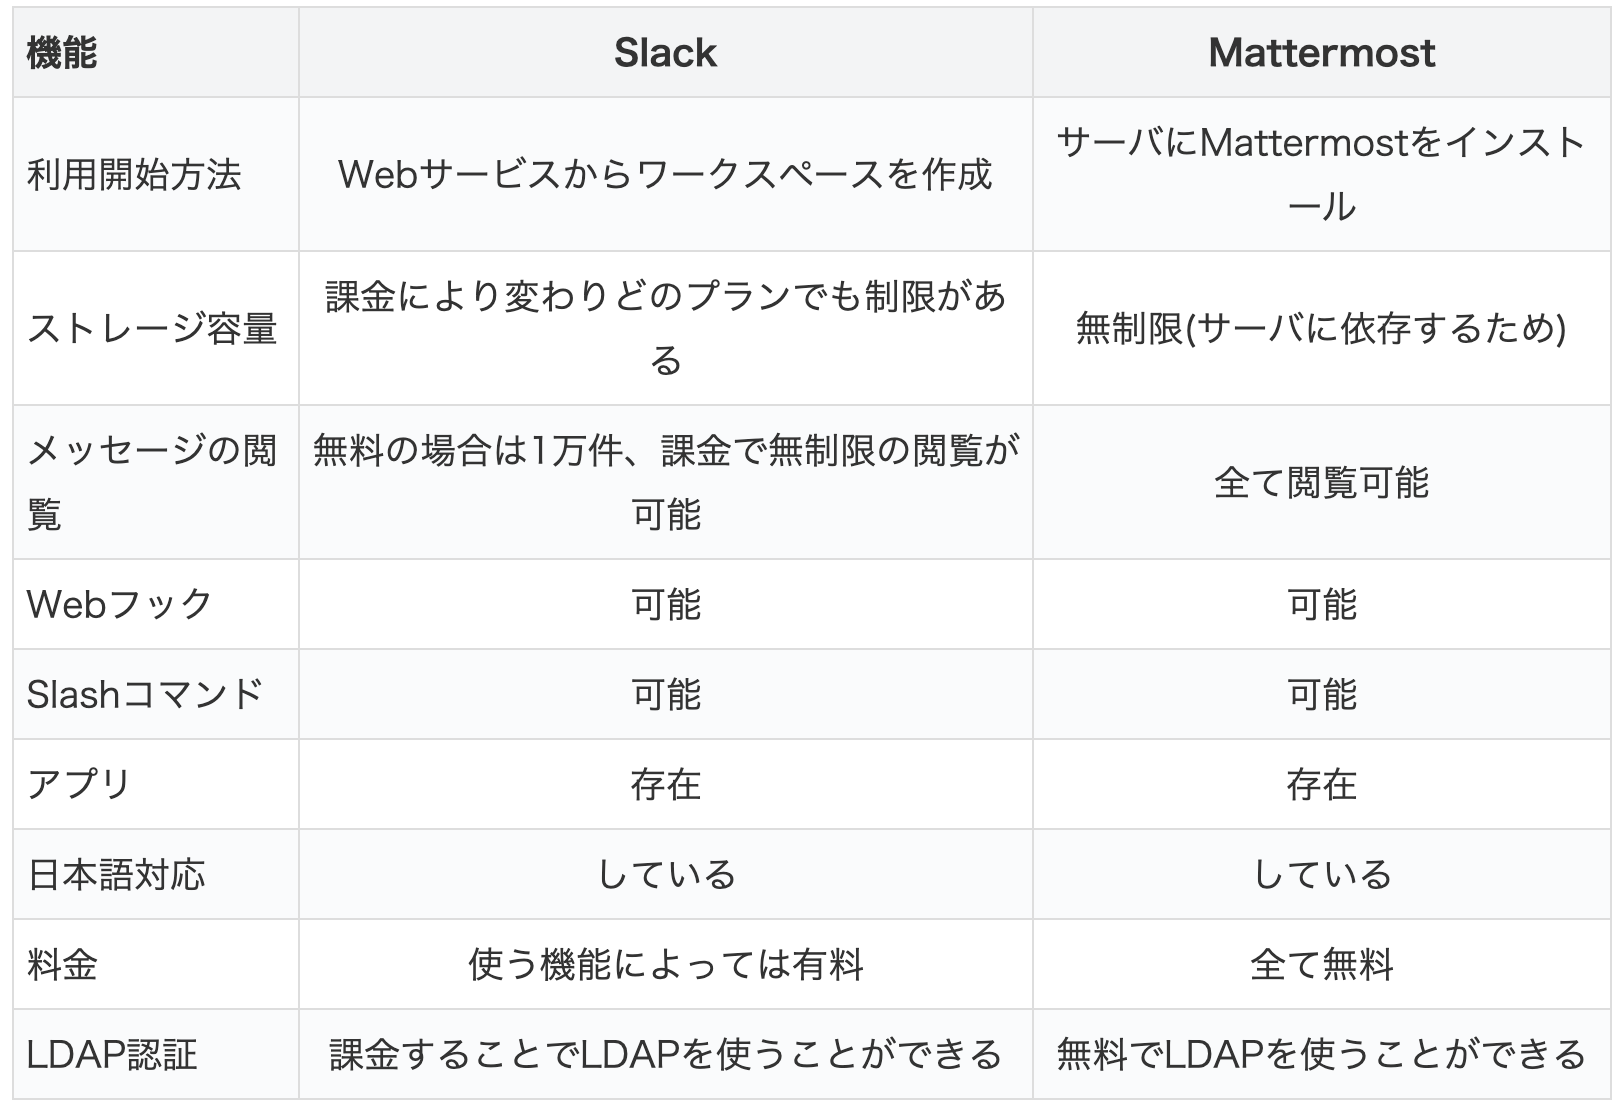 機能 Slack Mattermost
利用開始方法 Webサービスからワークスペースを作成 サーバにMattermostをインスト
ール
ストレージ容量 課金により変わりどのプランでも制限があ
る 無制限(サーバに依存するため)
メッセージの閲
覧 無料の場合は1万件、課金で無制限の閲覧が
可能 全て閲覧可能
Webフック 可能 可能
Slashコマンド 可能 可能
アプリ 存在 存在
日本語対応 している している
料金 使う機能によっては有料 全て無料
LDAP認証 課金することでLDAPを使うことができる 無料でLDAPを使うことができる